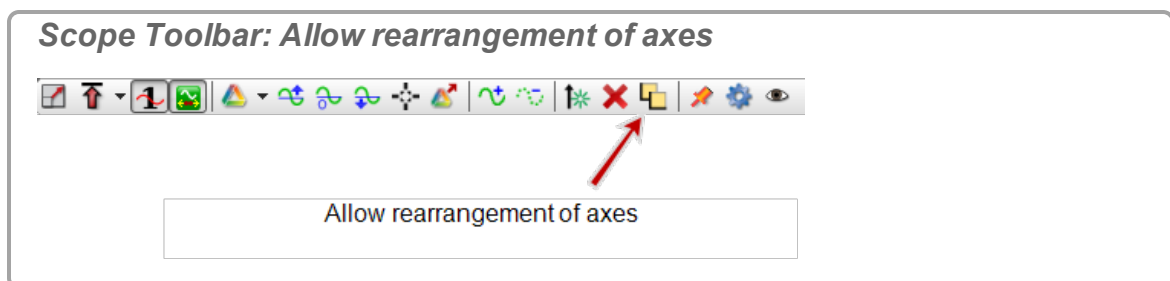 Scope Toolbar: Allow rearrangement of axes
Allow rearrangement of axes